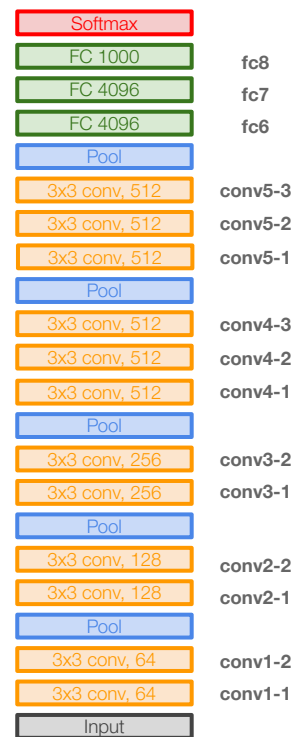 Softmax
FC 1000 fc8
FC 4096 fc7
FC 4096 fc6
Pool
3x3 conv, 512 conv5-3
3x3 conv, 512 conv5-2
3x3 conv, 512 conv5-1
Pool
3x3 conv, 512 conv4-3
3x3 conv, 512 conv4-2
3x3 conv, 512 conv4-1
Pool
3x3 conv, 256 conv3-2
3x3 conv, 256 conv3-1
Pool
3x3 conv, 128 conv2-2
3x3 conv, 128 conv2-1
Pool
3x3 conv, 64 conv1-2
3x3 conv, 64 conv1-1
Input